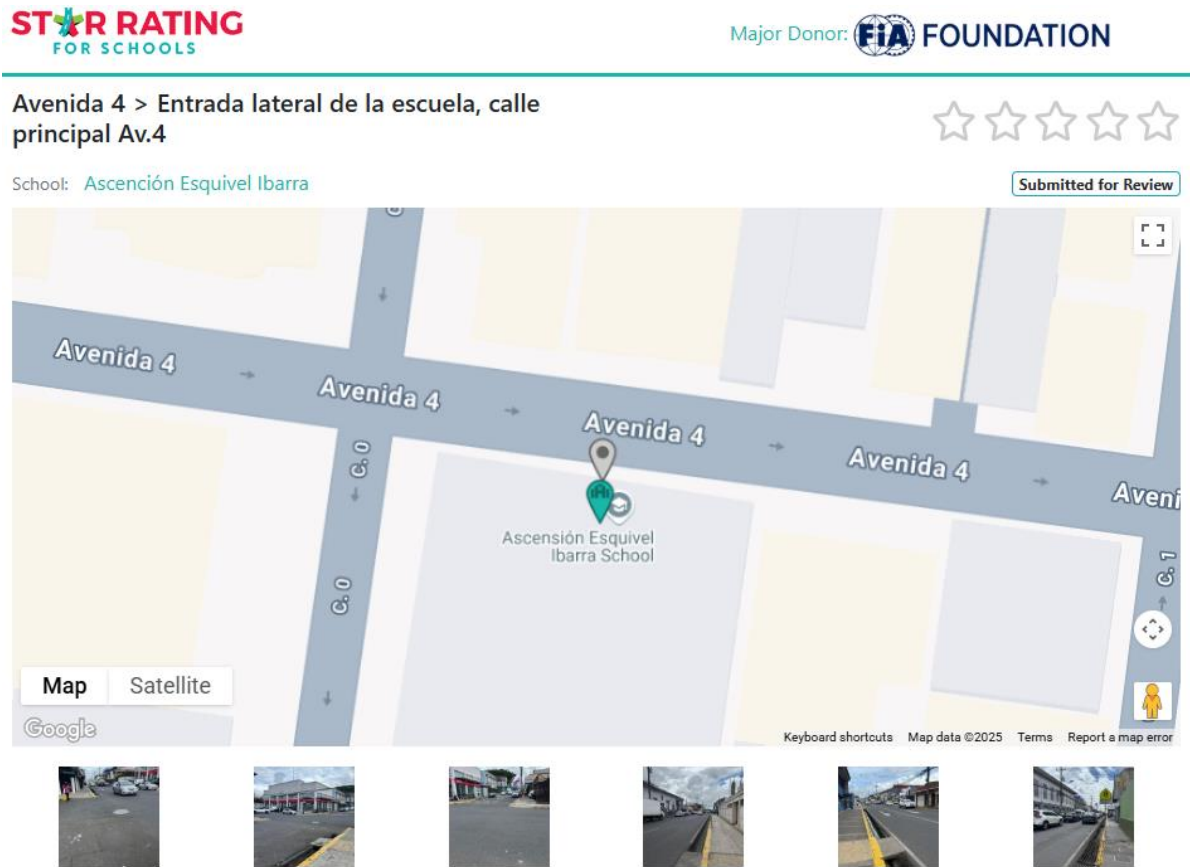 STAR RATING
FOR SCHOOLS
Major Donor: FiA FOUNDATION
Avenida 4 > Entrada lateral de la escuela, calle
principal Av.4
School: Ascención Esquivel Ibarra
Submitted for Review
Avenida 4
Avenida 4
Avenida 4
Avenida 4
Aveni
C. 0
C. 0
C. 1
Ascensión Esquivel
Ibarra School
Map
Satellite
Google
Keyboard shortcuts
Map data ©2025
Terms
Report a map error